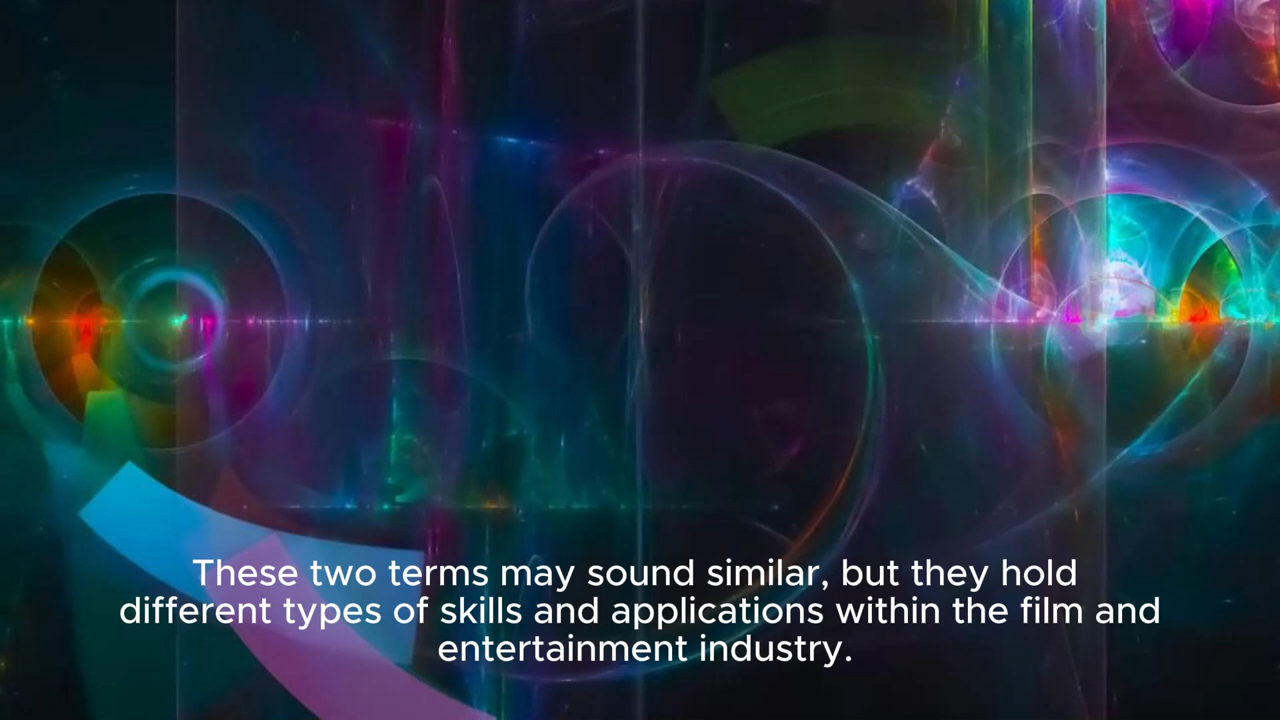 These two terms may sound similar, but they hold
different types of skills and applications within the film and
entertainment industry.